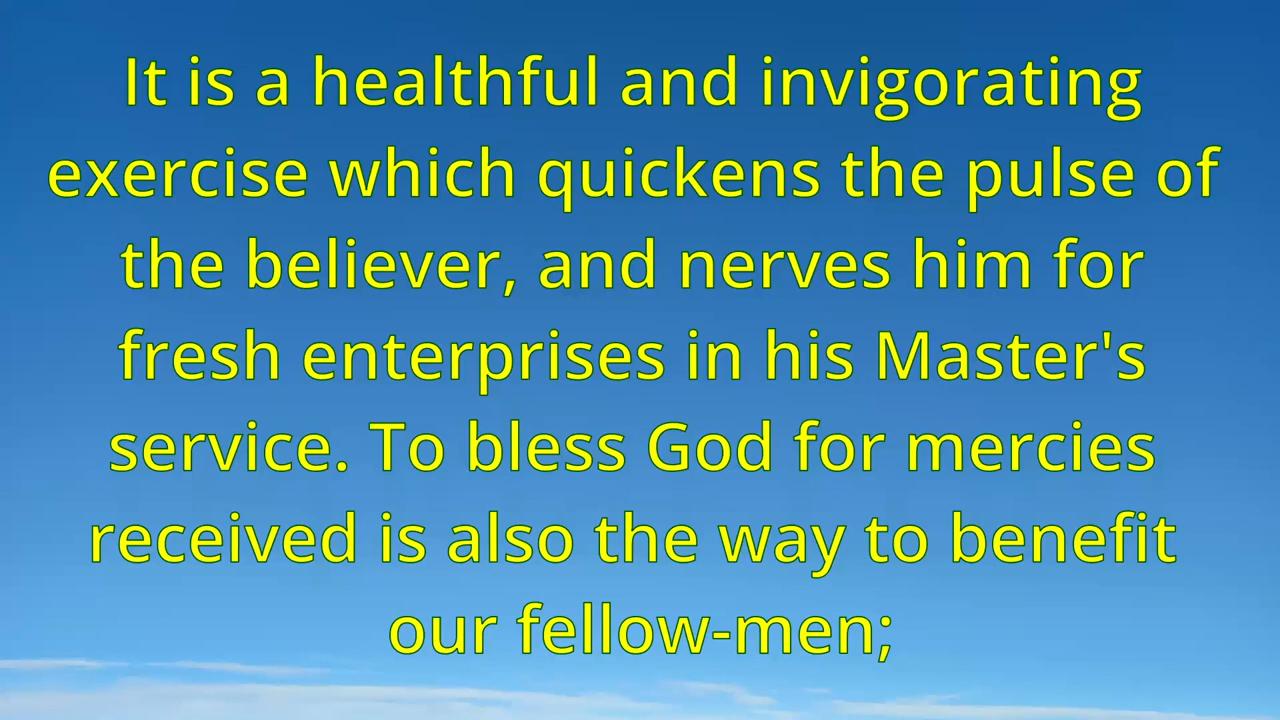 It is a healthful and invigorating
exercise which quickens the pulse of
the believer, and nerves him for
fresh enterprises in his Master's
service. To bless God for mercies
received is also the way to benefit
our fellow-men;